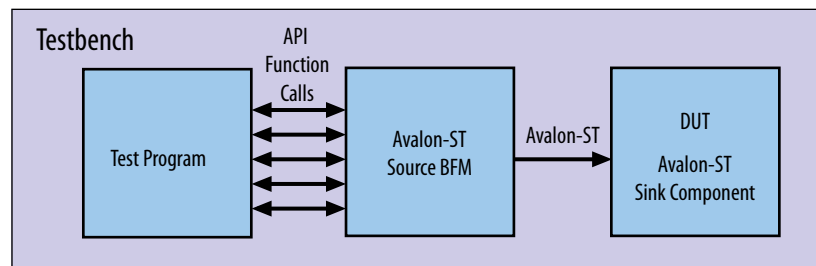 Testbench
API
Function
Calls
Test Program
Avalon-ST
Source BFM
Avalon-ST
DUT
Avalon-ST
Sink Component